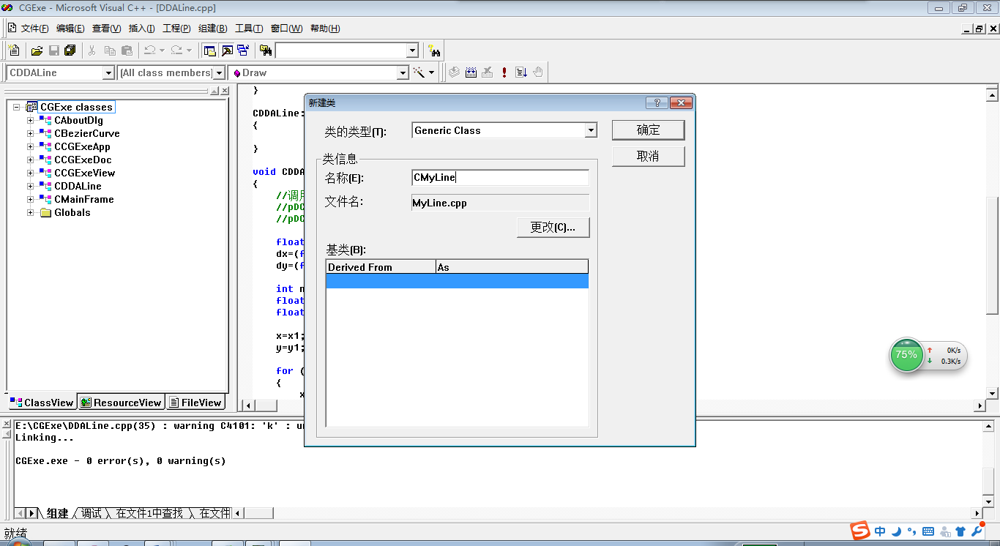 CGExe - Microsoft Visual C++ - [DDALine.cpp]
文件(F) 编辑(E) 查看(V) 插入(I) 工程(P) 组建(B) 工具(T) 窗口(W) 帮助(H)
CDDALine [All class members] Draw
CGExe classes
CAboutDlg
CBezierCurve
CCGExeApp
CCGExeDoc
CCGExeView
CDDALine
CMainFrame
Globals
ClassView ResourceView FileView
}
CDDALine:
{
}
void CDDA
{
//调用
//pDC
//pDC
float
dx=(f
dy=(f
int
float
float
x=x1;
y=y1;
for (
{
x
新建类
类的类型(T): Generic Class
确定
取消
类信息
名称(E): CMyLine
文件名: MyLine.cpp
更改(C)...
基类(B):
Derived From As
75%
0K/s
0.3K/s
E:\CGExe\DDALine.cpp(35) : warning C4101: 'k' :
Linking...
CGExe.exe - 0 error(s), 0 warning(s)
组建 调试 在文件1中查找 在文件
就绪
S 中